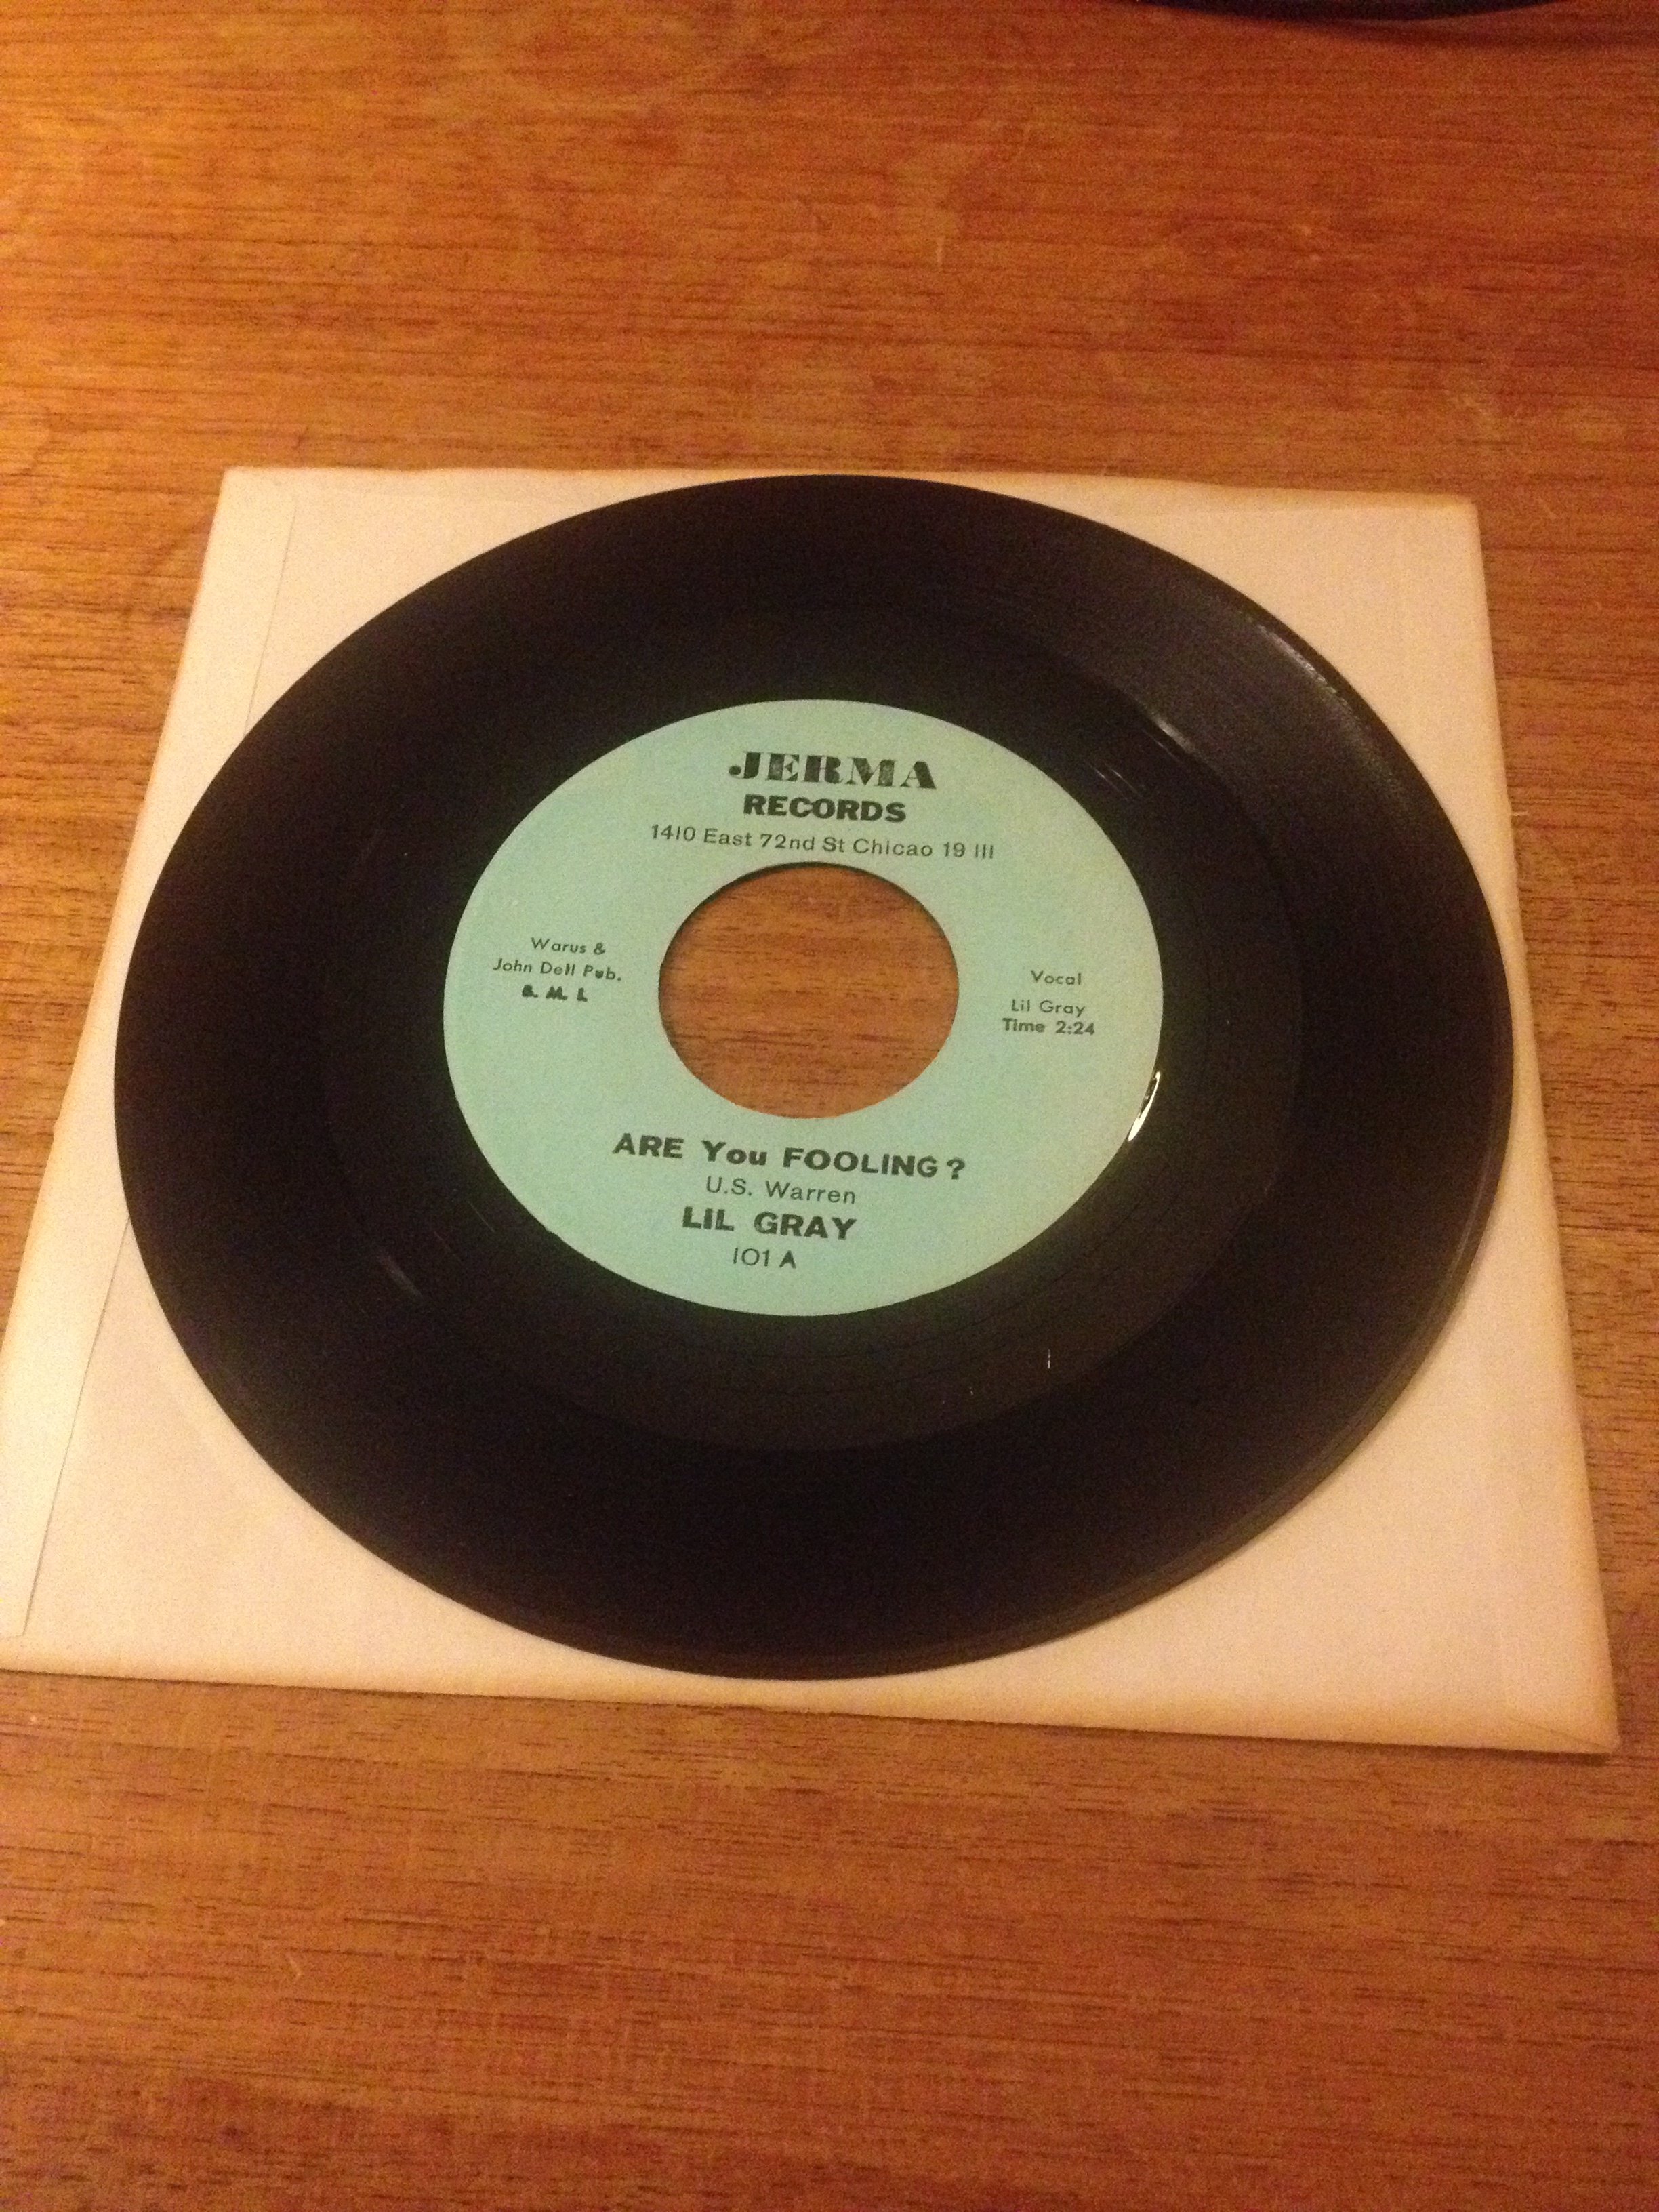 JERMA
RECORDS
1410 East 72nd St Chicao 19 Ill
Warus &
John Dell Pub.
B. M. I.
Vocal
Lil Gray
Time 2:24
ARE You FOOLING?
U.S. Warren
LIL GRAY
101 A